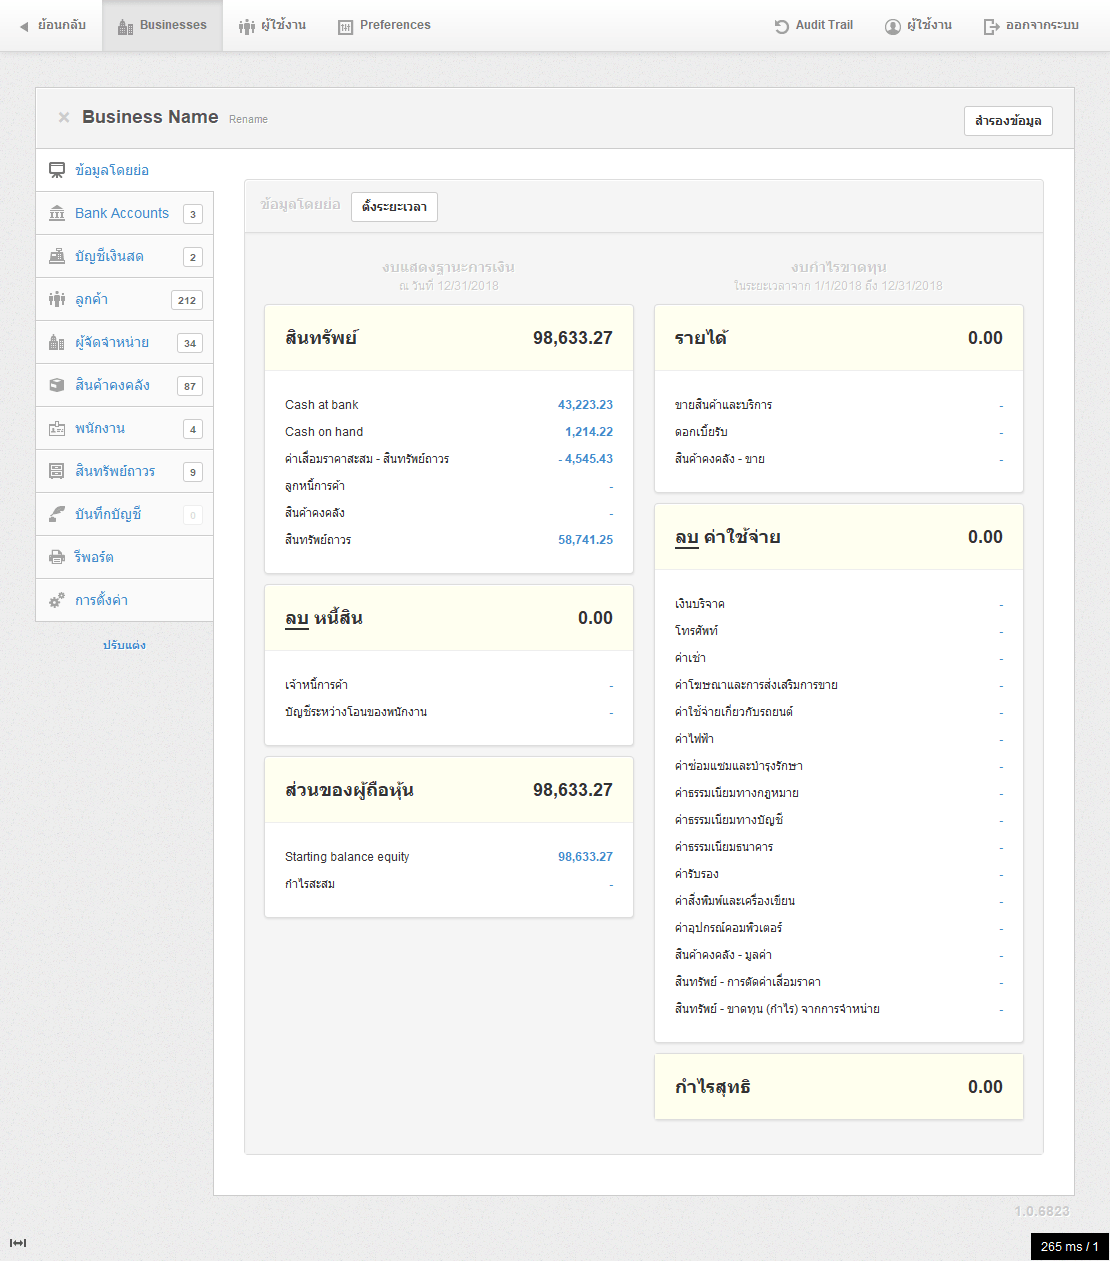 ย้อนกลับ
Businesses
ผู้ใช้งาน
Preferences
Audit Trail
ผู้ใช้งาน
ออกจากระบบ
× Business Name Rename
สำรองข้อมูล
ข้อมูลโดยย่อ
Bank Accounts 3
บัญชีเงินสด 2
ลูกค้า 212
ผู้จัดจำหน่าย 34
สินค้าคงคลัง 87
พนักงาน 4
สินทรัพย์ถาวร 9
บันทึกบัญชี 0
รีพอร์ต
การตั้งค่า
ปรับแต่ง
ข้อมูลโดยย่อ ตั้งระยะเวลา
งบแสดงฐานะการเงิน
ณ วันที่ 12/31/2018
สินทรัพย์ 98,633.27
Cash at bank 43,223.23
Cash on hand 1,214.22
ค่าเสื่อมราคาสะสม - สินทรัพย์ถาวร - 4,545.43
ลูกหนี้การค้า -
สินค้าคงคลัง -
สินทรัพย์ถาวร 58,741.25
ลบ หนี้สิน 0.00
เจ้าหนี้การค้า -
บัญชีระหว่างโอนของพนักงาน -
ส่วนของผู้ถือหุ้น 98,633.27
Starting balance equity 98,633.27
กำไรสะสม -
งบกำไรขาดทุน
ในระยะเวลาจาก 1/1/2018 ถึง 12/31/2018
รายได้ 0.00
ขายสินค้าและบริการ -
ดอกเบี้ยรับ -
สินค้าคงคลัง - ขาย -
ลบ ค่าใช้จ่าย 0.00
เงินบริจาค -
โทรศัพท์ -
ค่าเช่า -
ค่าโฆษณาและการส่งเสริมการขาย -
ค่าใช้จ่ายเกี่ยวกับรถยนต์ -
ค่าไฟฟ้า -
ค่าซ่อมแซมและบำรุงรักษา -
ค่าธรรมเนียมทางกฎหมาย -
ค่าธรรมเนียมทางบัญชี -
ค่าธรรมเนียมธนาคาร -
ค่ารับรอง -
ค่าสิ่งพิมพ์และเครื่องเขียน -
ค่าอุปกรณ์คอมพิวเตอร์ -
สินค้าคงคลัง - มูลค่า -
สินทรัพย์ - การตัดค่าเสื่อมราคา -
สินทรัพย์ - ขาดทุน (กำไร) จากการจำหน่าย -
กำไรสุทธิ 0.00
1.0.6823
265 ms / 1